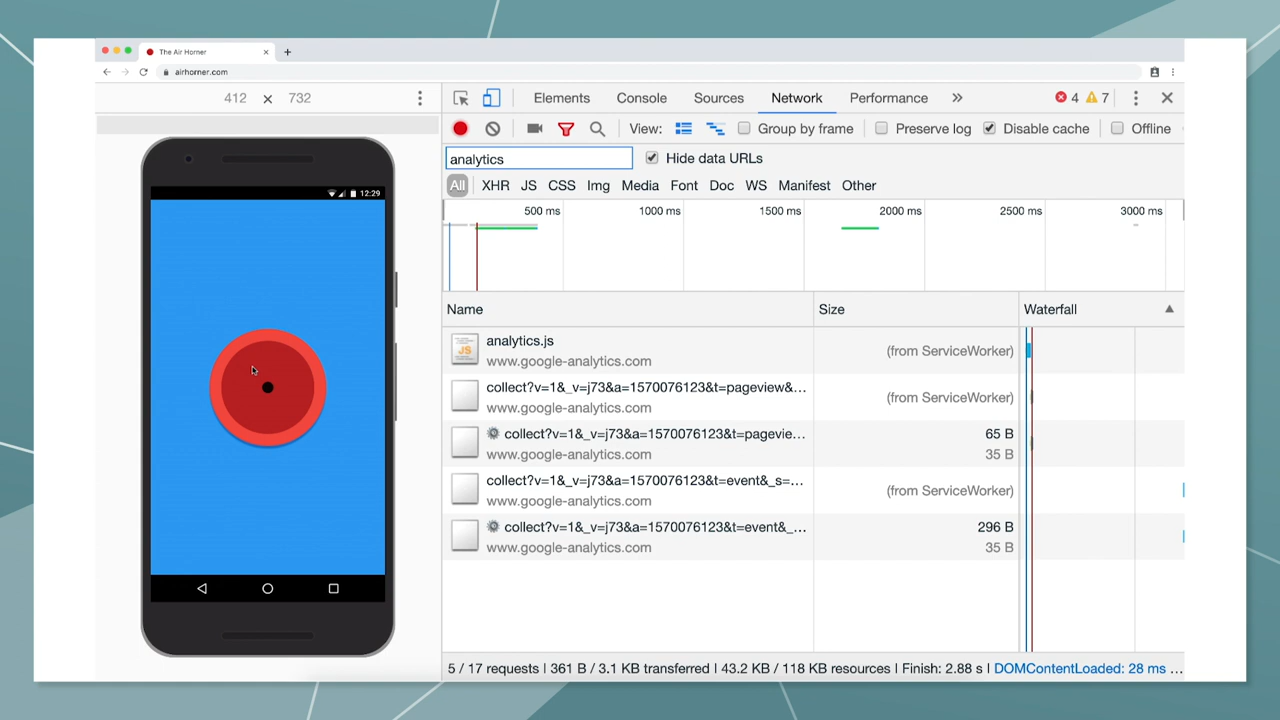 The Air Horner
airhorner.com
412 × 732
Elements Console Sources Network Performance » 4 7
View: Group by frame Preserve log Disable cache Offline
analytics Hide data URLs
All XHR JS CSS Img Media Font Doc WS Manifest Other
500 ms 1000 ms 1500 ms 2000 ms 2500 ms 3000 ms
12:29
Name Size Waterfall
analytics.js
www.google-analytics.com
(from ServiceWorker)
JS
collect?v=1&_v=j73&a=1570076123&t=pageview&...
www.google-analytics.com
(from ServiceWorker)
collect?v=1&_v=j73&a=1570076123&t=pagevie... 65 B
www.google-analytics.com 35 B
collect?v=1&_v=j73&a=1570076123&t=event&_s=...
www.google-analytics.com
(from ServiceWorker)
collect?v=1&_v=j73&a=1570076123&t=event&_... 296 B
www.google-analytics.com 35 B
5 / 17 requests | 361 B / 3.1 KB transferred | 43.2 KB / 118 KB resources | Finish: 2.88 s | DOMContentLoaded: 28 ms ...